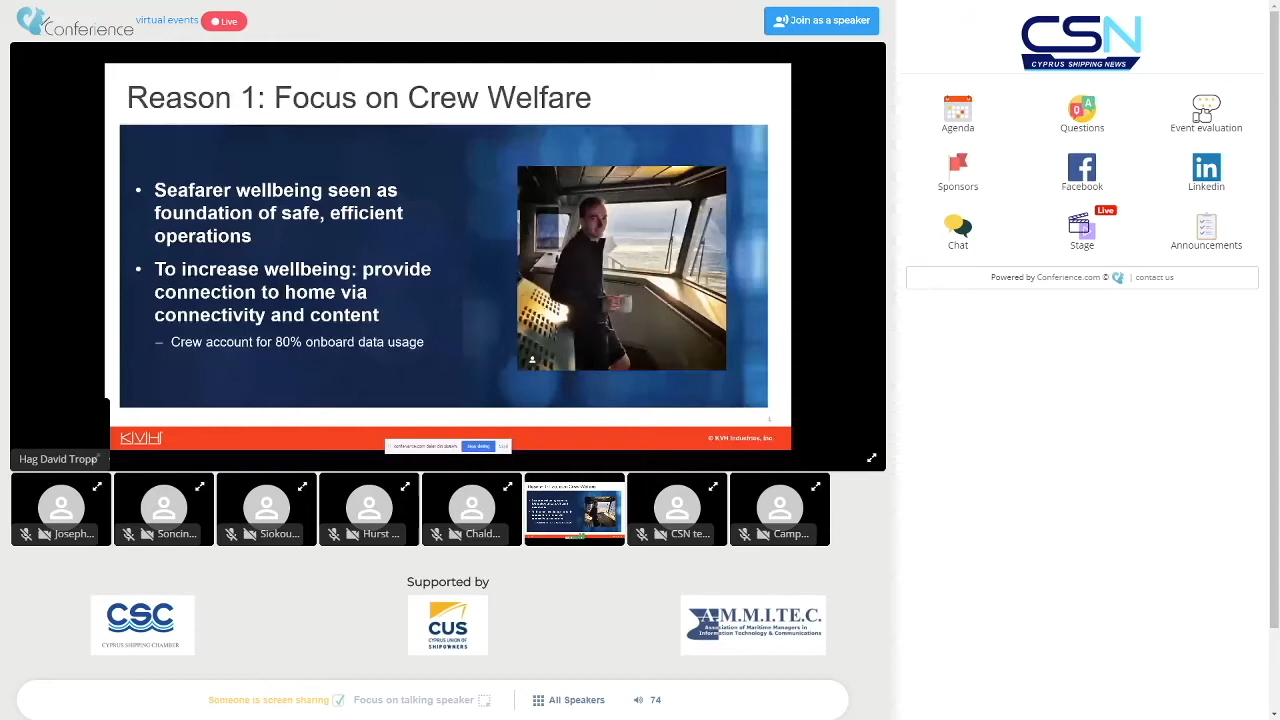 Conferience virtual events
Live
Join as a speaker
CSN
CYPRUS SHIPPING NEWS
Reason 1: Focus on Crew Welfare
• Seafarer wellbeing seen as
foundation of safe, efficient
operations
• To increase wellbeing: provide
connection to home via
connectivity and content
– Crew account for 80% onboard data usage
KVH
© KVH Industries, Inc.
Hag David Tropp
Agenda
Questions
Event evaluation
Sponsors
Facebook
Linkedin
Live
Chat
Stage
Announcements
Powered by Conference.com © | contact us
Joseph...
Soncin...
Siokou...
Hurst ...
Chald...
CSN te...
Camp...
Supported by
CSC
CYPRUS SHIPPING CHAMBER
CUS
CYPRUS UNION OF
SHIPOWNERS
A.M.M.I.TE.C.
Association of Maritime Managers in
Information Technology & Communications
Someone is screen sharing
Focus on talking speaker
All Speakers
74